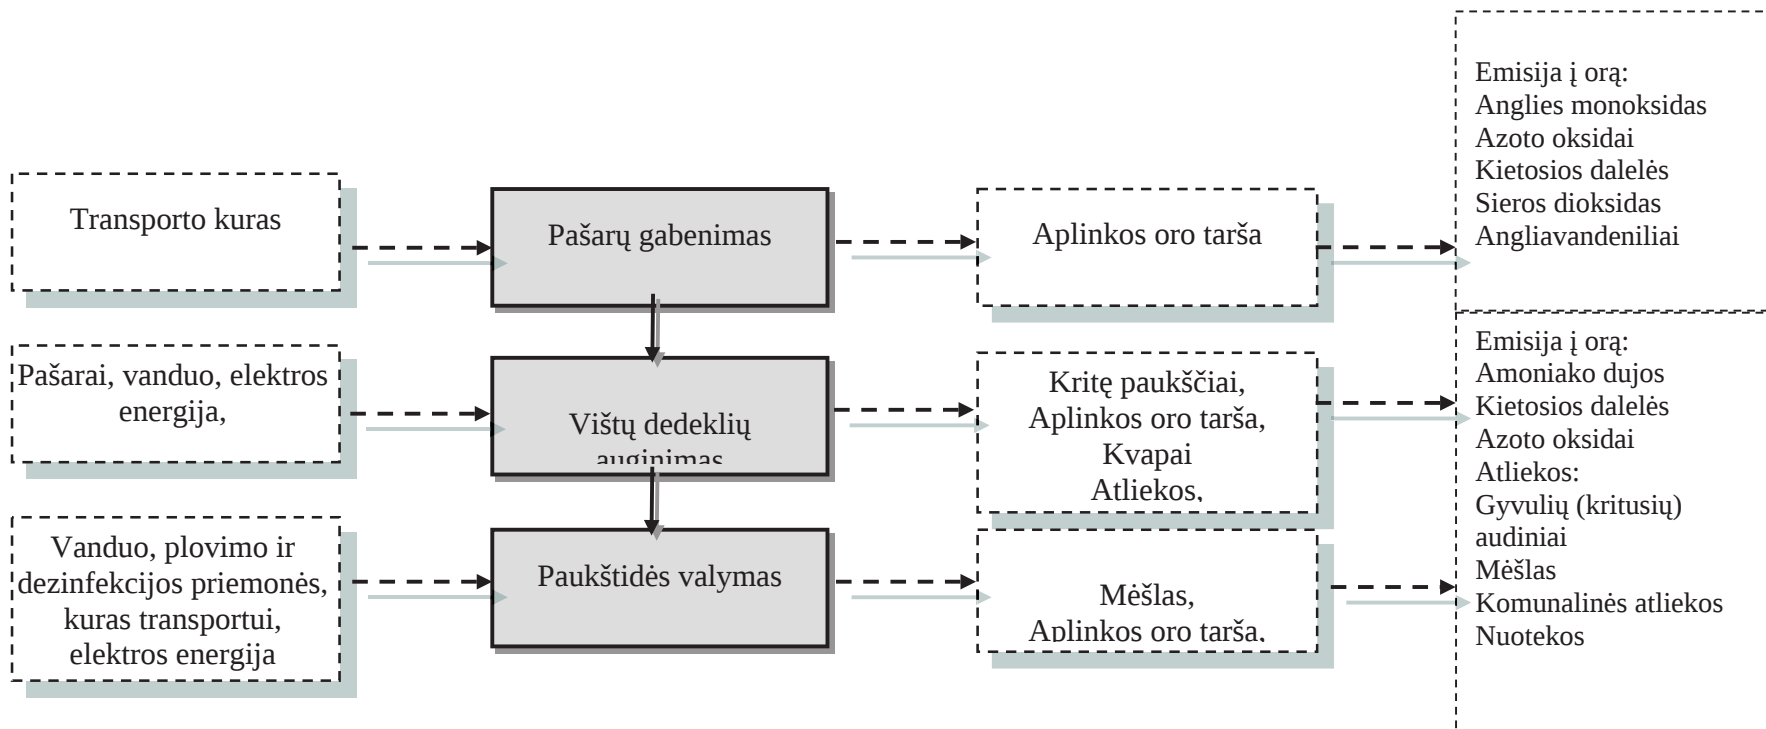 Transporto kuras
Pašarų gabenimas
Aplinkos oro tarša
Emisija į orą:
Anglies monoksidas
Azoto oksidai
Kietosios dalelės
Sieros dioksidas
Angliavandeniliai
Pašarai, vanduo, elektros
energija,
Vištų dedeklių
auginimas
Kritę paukščiai,
Aplinkos oro tarša,
Kvapai
Atliekos,
Emisija į orą:
Amoniako dujos
Kietosios dalelės
Azoto oksidai
Atliekos:
Gyvulių (kritusių)
audiniai
Mėšlas
Komunalinės atliekos
Nuotekos
Vanduo, plovimo ir
dezinfekcijos priemonės,
kuras transportui,
elektros energija
Paukštidės valymas
Mėšlas,
Aplinkos oro tarša,